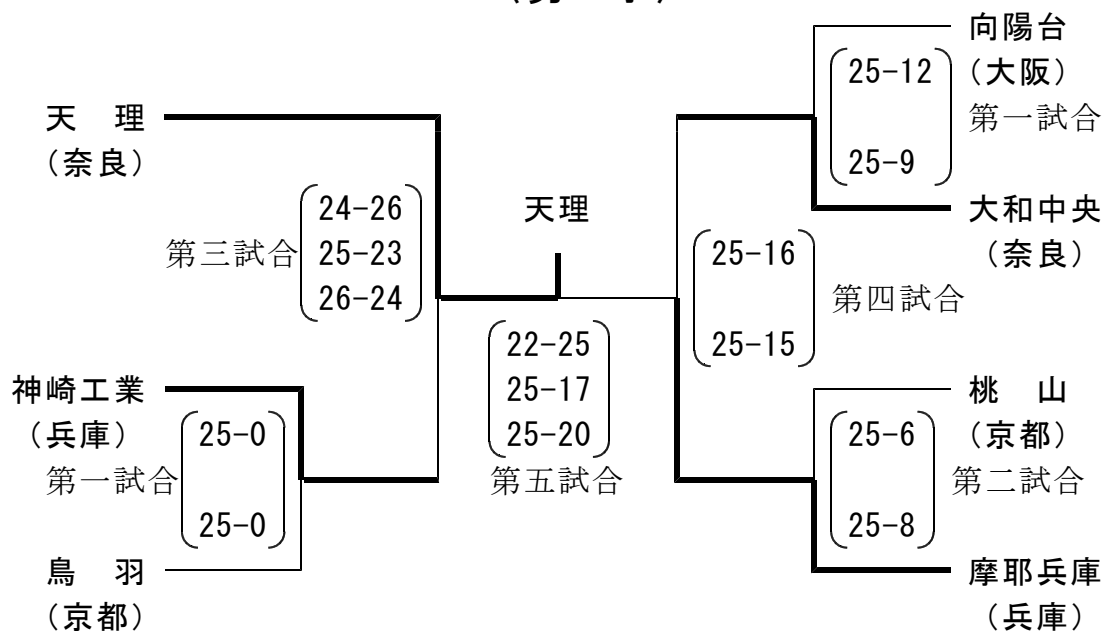 天　理
（奈良）
第三試合
24-26
25-23
26-24
神崎工業
（兵庫）
第一試合
25-0
25-0
鳥　羽
（京都）
天理
22-25
25-17
25-20
第五試合
向陽台
（大阪）
第一試合
25-12
25-9
大和中央
（奈良）
25-16
25-15
第四試合
桃　山
（京都）
第二試合
25-6
25-8
摩耶兵庫
（兵庫）